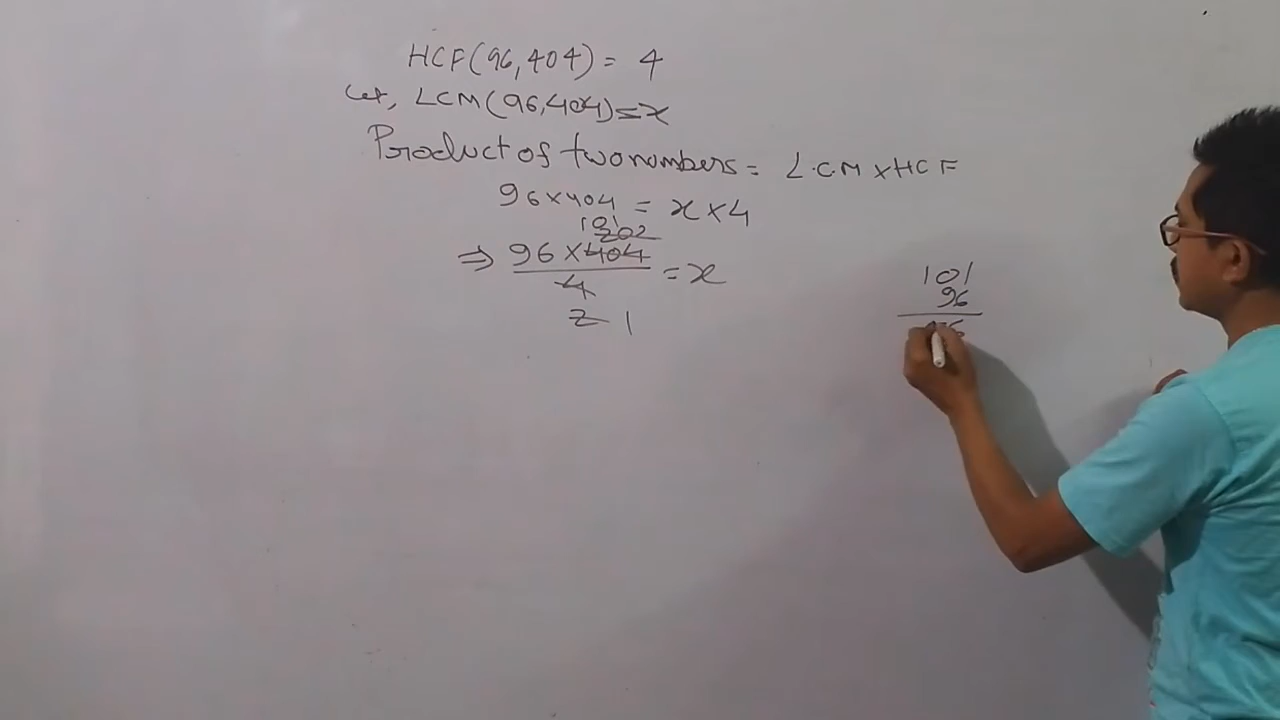 HCF(96,404) = 4
Let, LCM(96,404)=x
Product of two numbers = L.C.M x HCF
96×404 = x×4
101
202
⇒ 96×404 = x
4
2 1
101
96